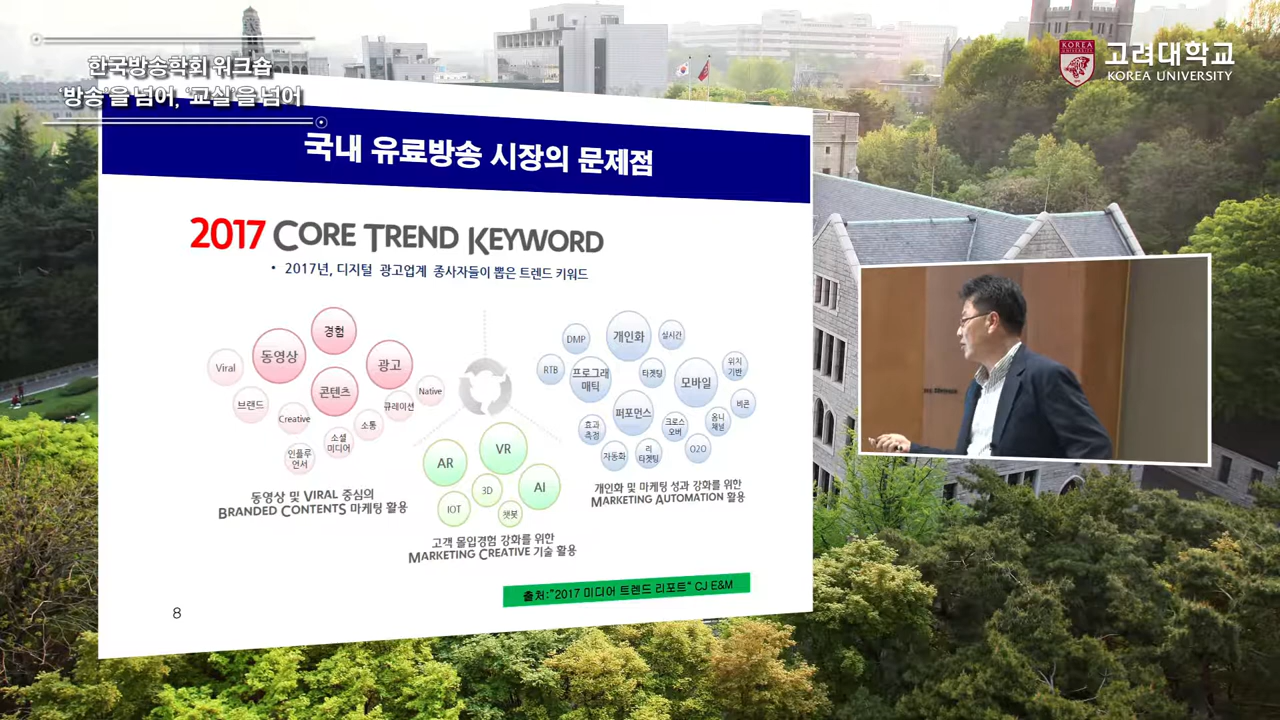 한국방송학회 워크숍
'방송'을 넘어, '교실'을 넘어
KOREA
고려대학교
KOREA UNIVERSITY
국내 유료방송 시장의 문제점
2017 CORE TREND KEYWORD
• 2017년, 디지털 광고업계 종사자들이 뽑은 트렌드 키워드
경험
동영상
광고
Viral
콘텐츠
Native
브랜드
큐레이션
Creative
소통
소셜
미디어
인플루
언서
동영상 및 VIRAL 중심의
BRANDED CONTENTS 마케팅 활용
VR
AR
AI
3D
IOT
챗봇
고객 몰입경험 강화를 위한
MARKETING CREATIVE 기술 활용
DMP
개인화
실시간
RTB
프로그래
매틱
타겟팅
모바일
위치
기반
비콘
퍼포먼스
효과
측정
크로스
오버
옴니
채널
자동화
리
타겟팅
O2O
개인화 및 마케팅 성과 강화를 위한
MARKETING AUTOMATION 활용
출처:"2017 미디어 트렌드 리포트" CJ E&M
8